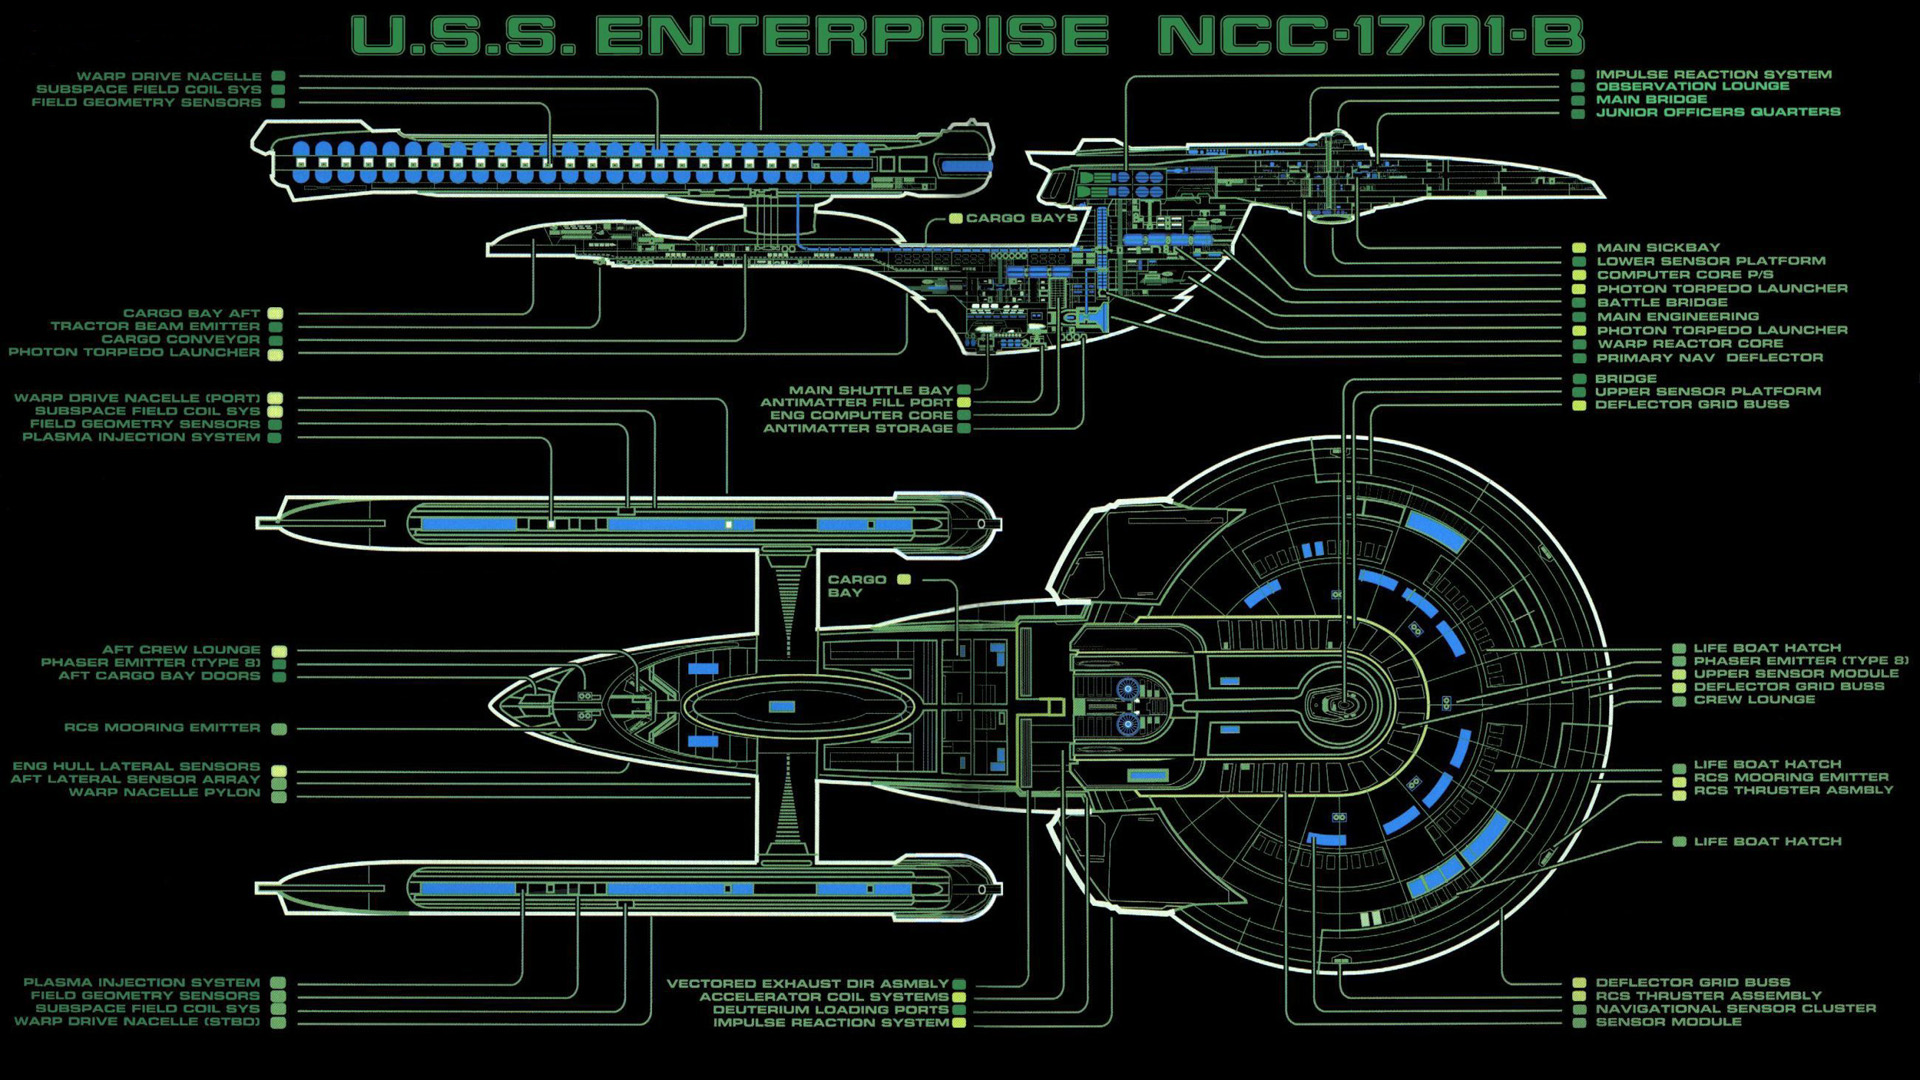 U.S.S. ENTERPRISE NCC-1701-B
WARP DRIVE NACELLE
SUBSPACE FIELD COIL SYS
FIELD GEOMETRY SENSORS
IMPULSE REACTION SYSTEM
OBSERVATION LOUNGE
MAIN BRIDGE
JUNIOR OFFICERS QUARTERS
CARGO BAYS
MAIN SICKBAY
LOWER SENSOR PLATFORM
COMPUTER CORE P/S
PHOTON TORPEDO LAUNCHER
BATTLE BRIDGE
MAIN ENGINEERING
PHOTON TORPEDO LAUNCHER
WARP REACTOR CORE
PRIMARY NAV DEFLECTOR
CARGO BAY AFT
TRACTOR BEAM EMITTER
CARGO CONVEYOR
PHOTON TORPEDO LAUNCHER
MAIN SHUTTLE BAY
ANTIMATTER FILL PORT
ENG COMPUTER CORE
ANTIMATTER STORAGE
BRIDGE
UPPER SENSOR PLATFORM
DEFLECTOR GRID BUSS
WARP DRIVE NACELLE (PORT)
SUBSPACE FIELD COIL SYS
FIELD GEOMETRY SENSORS
PLASMA INJECTION SYSTEM
CARGO
BAY
AFT CREW LOUNGE
PHASER EMITTER (TYPE 8)
AFT CARGO BAY DOORS
RCS MOORING EMITTER
ENG HULL LATERAL SENSORS
AFT LATERAL SENSOR ARRAY
WARP NACELLE PYLON
LIFE BOAT HATCH
PHASER EMITTER (TYPE 8)
UPPER SENSOR MODULE
DEFLECTOR GRID BUSS
CREW LOUNGE
LIFE BOAT HATCH
RCS MOORING EMITTER
RCS THRUSTER ASMBLY
LIFE BOAT HATCH
PLASMA INJECTION SYSTEM
FIELD GEOMETRY SENSORS
SUBSPACE FIELD COIL SYS
WARP DRIVE NACELLE (STBD)
VECTORED EXHAUST DIR ASMBLY
ACCELERATOR COIL SYSTEMS
DEUTERIUM LOADING PORTS
IMPULSE REACTION SYSTEM
DEFLECTOR GRID BUSS
RCS THRUSTER ASSEMBLY
NAVIGATIONAL SENSOR CLUSTER
SENSOR MODULE